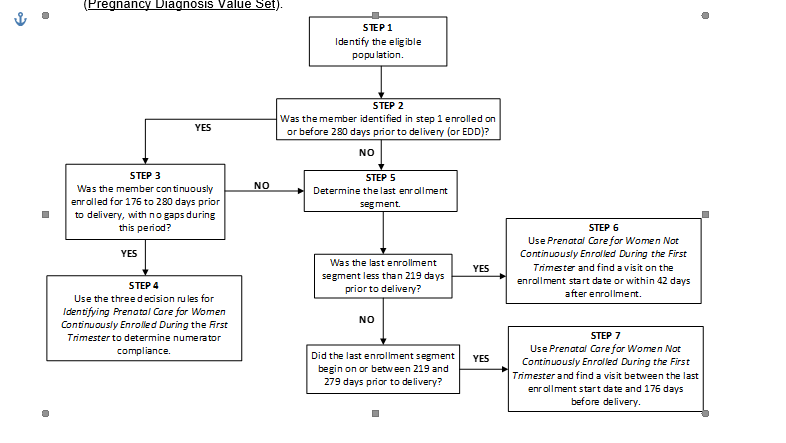 (Pregnancy Diagnosis Value Set).
STEP 1
Identify the eligible
population.
STEP 2
Was the member identified in step 1 enrolled on
or before 280 days prior to delivery (or EDD)?
YES
NO
STEP 3
Was the member continuously
enrolled for 176 to 280 days prior
to delivery, with no gaps during
this period?
NO
STEP 5
Determine the last enrollment
segment.
YES
STEP 4
Use the three decision rules for
Identifying Prenatal Care for Women
Continuously Enrolled During the First
Trimester to determine numerator
compliance.
Was the last enrollment
segment less than 219 days
prior to delivery?
YES
STEP 6
Use Prenatal Care for Women Not
Continuously Enrolled During the First
Trimester and find a visit on the
enrollment start date or within 42 days
after enrollment.
NO
Did the last enrollment segment
begin on or between 219 and
279 days prior to delivery?
YES
STEP 7
Use Prenatal Care for Women Not
Continuously Enrolled During the First
Trimester and find a visit between the last
enrollment start date and 176 days
before delivery.